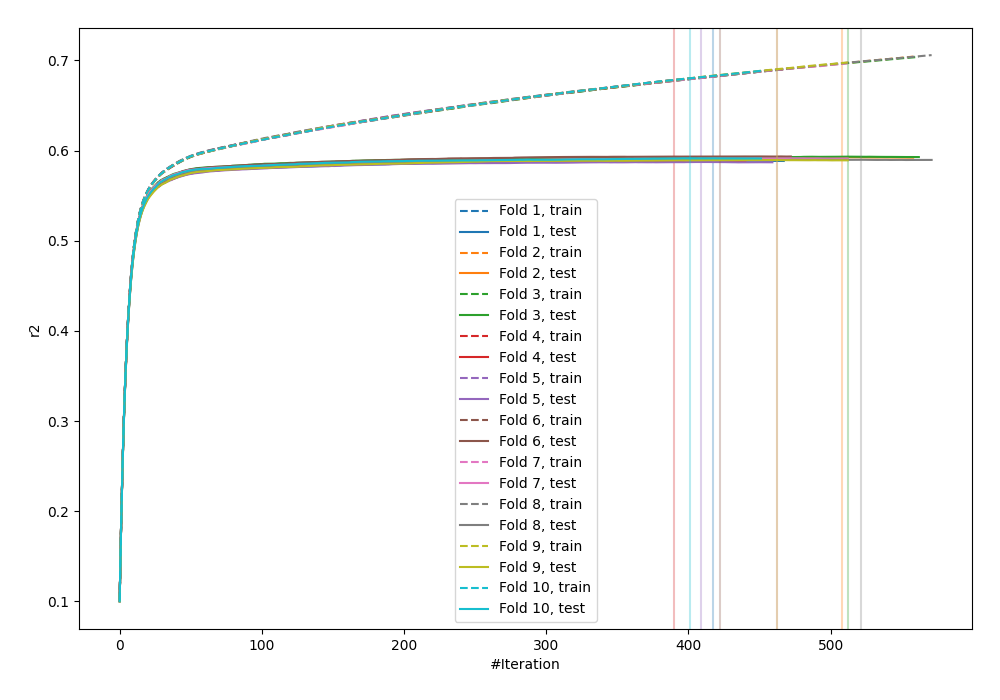 0.7
0.6
0.5
0.4
0.3
0.2
0.1
r2
Fold 1, train
Fold 1, test
Fold 2, train
Fold 2, test
Fold 3, train
Fold 3, test
Fold 4, train
Fold 4, test
Fold 5, train
Fold 5, test
Fold 6, train
Fold 6, test
Fold 7, train
Fold 7, test
Fold 8, train
Fold 8, test
Fold 9, train
Fold 9, test
Fold 10, train
Fold 10, test
0 100 200 300 400 500
#Iteration